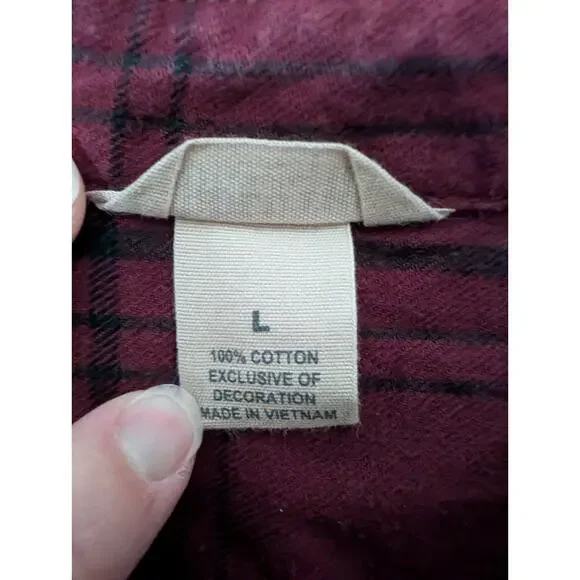 L
100% COTTON
EXCLUSIVE OF
DECORATION
MADE IN VIETNAM